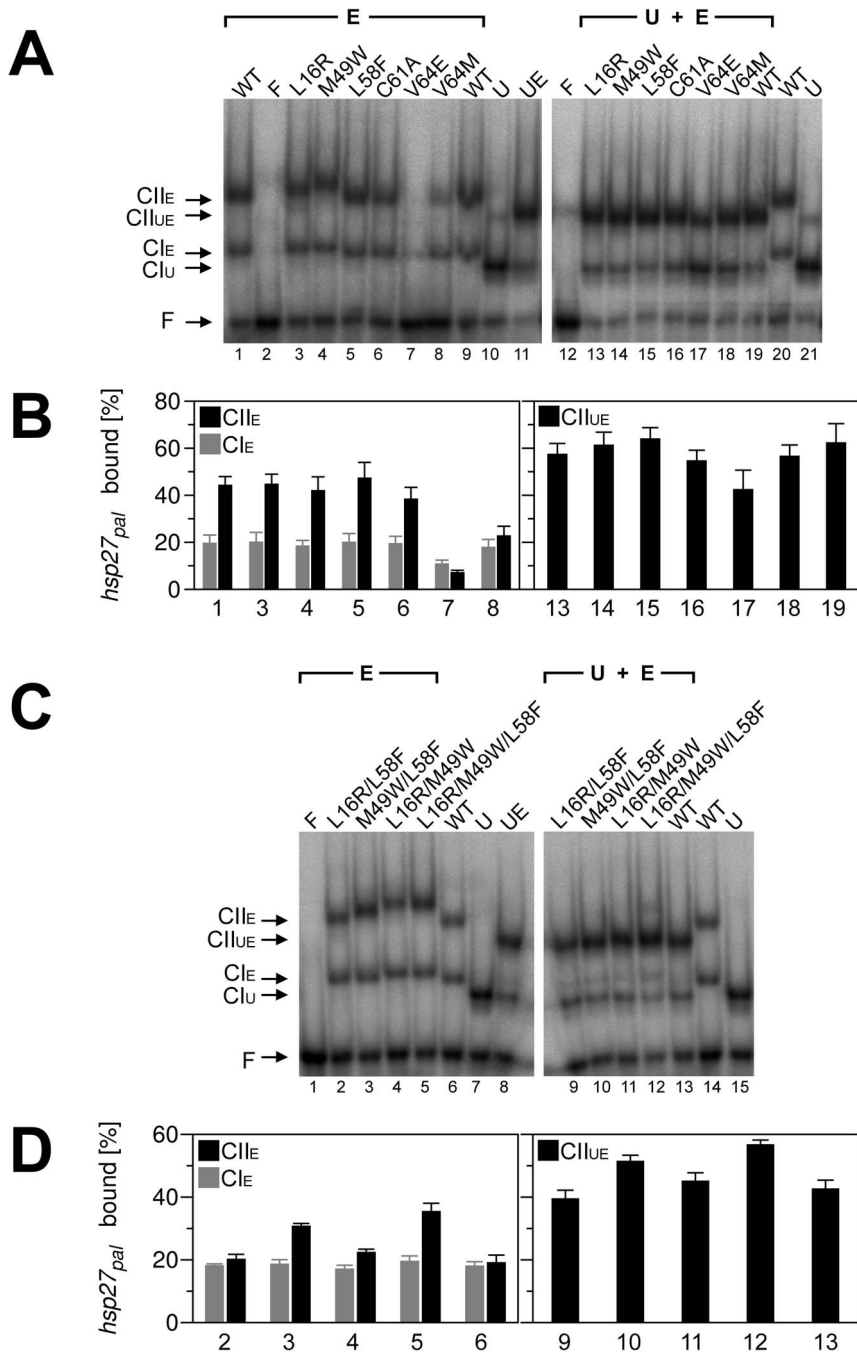 A
E
U + E
WT F L16R M49W L58F C61A V64E V64M WT U UE
F L16R M49W L58F C61A V64E V64M WT WT U
CIIE
CIIUE
CIE
CIU
F
1 2 3 4 5 6 7 8 9 10 11
12 13 14 15 16 17 18 19 20 21
B
hsp27pal bound [%]
80
60
40
20
0
CIIE
CIE
CIIUE
1 3 4 5 6 7 8
13 14 15 16 17 18 19
C
E
U + E
F L16R/L58F M49W/L58F L16R/M49W L16R/M49W/L58F WT U UE
L16R/L58F M49W/L58F L16R/M49W L16R/M49W/L58F WT WT U
CIIE
CIIUE
CIE
CIU
F
1 2 3 4 5 6 7 8
9 10 11 12 13 14 15
D
hsp27pal bound [%]
60
40
20
0
CIIE
CIE
CIIUE
2 3 4 5 6
9 10 11 12 13